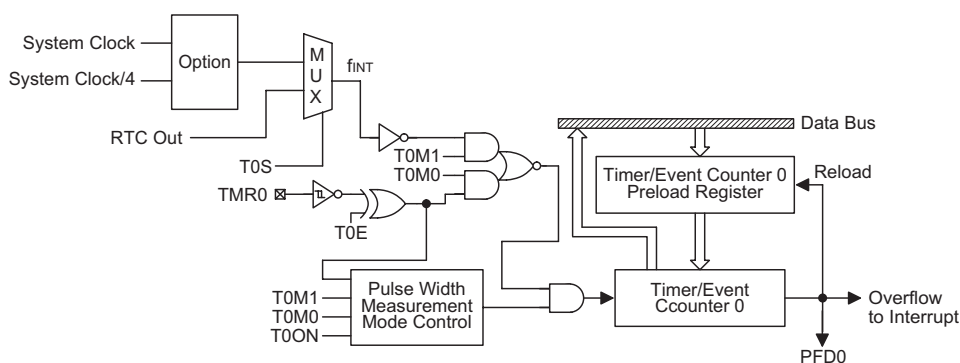 System Clock
System Clock/4
Option
MUX
fINT
RTC Out
T0S
T0M1
T0M0
TMR0
T0E
Data Bus
Timer/Event Counter 0
Preload Register
Reload
T0M1
T0M0
T0ON
Pulse Width
Measurement
Mode Control
Timer/Event
Ccounter 0
Overflow
to Interrupt
PFD0